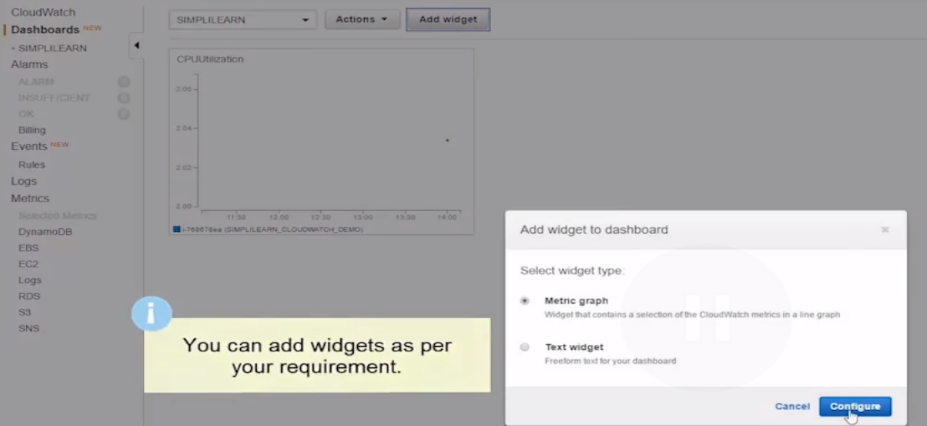 CloudWatch
Dashboards NEW
SIMPLILEARN
Alarms
ALARM
INSUFFICIENT
OK
Billing
Events NEW
Rules
Logs
Metrics
Selected Metrics
DynamoDB
EBS
EC2
Logs
RDS
S3
SNS
SIMPLILEARN
Actions
Add widget
CPUUtilization
2.06
2.04
2.02
2.00
11:30 12:00 12:30 13:00 13:30 14:00
(SIMPLILEARN_CLOUDWATCH_DEMO)
You can add widgets as per
your requirement.
Add widget to dashboard
Select widget type:
Metric graph
Widget that contains a selection of the CloudWatch metrics in a line graph
Text widget
Freeform text for your dashboard
Cancel
Configure